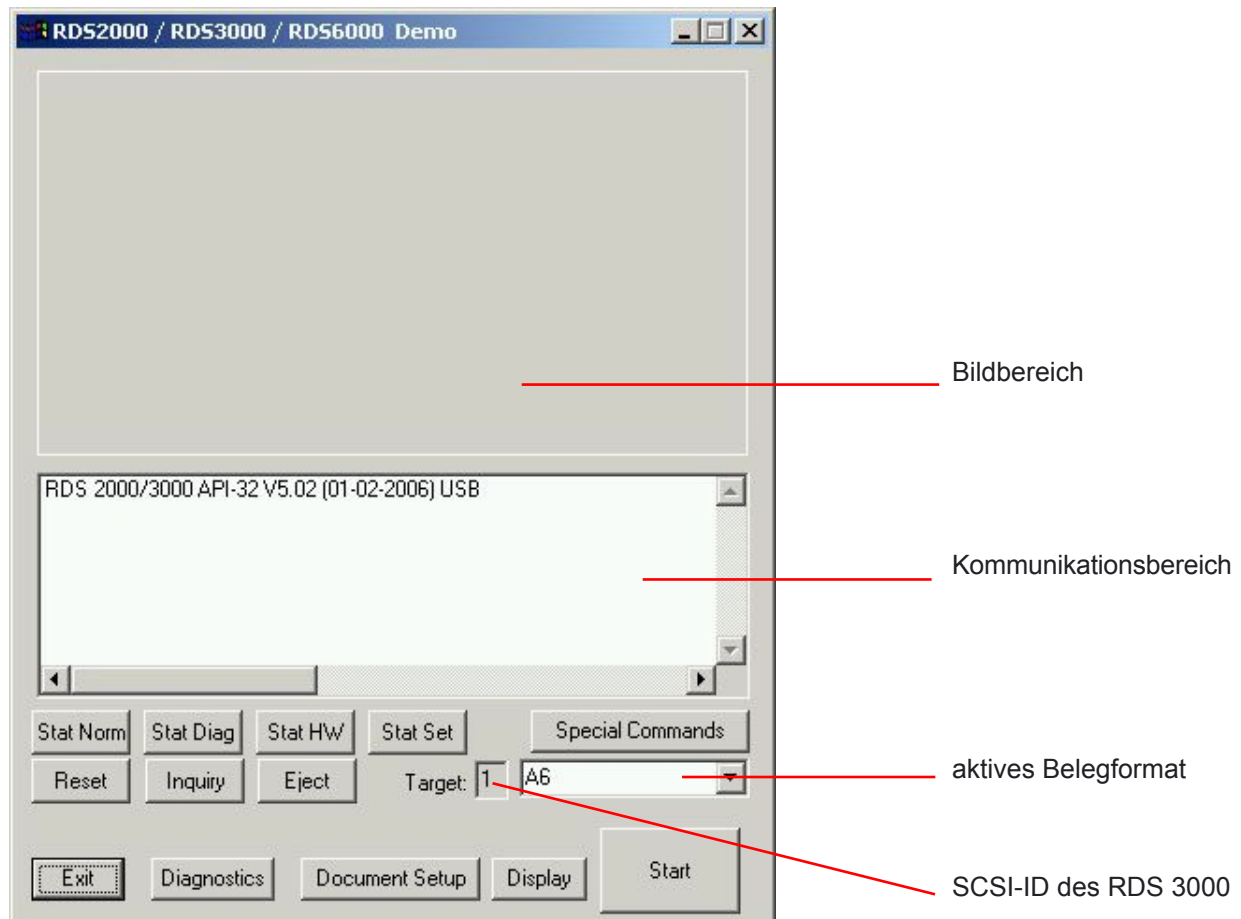 RDS2000 / RDS3000 / RDS6000 Demo
Bildbereich
RDS 2000/3000 API-32 V5.02 (01-02-2006) USB
Kommunikationsbereich
Stat Norm Stat Diag Stat HW Stat Set Special Commands
Reset Inquiry Eject Target: 1 A6
aktives Belegformat
Exit Diagnostics Document Setup Display Start
SCSI-ID des RDS 3000